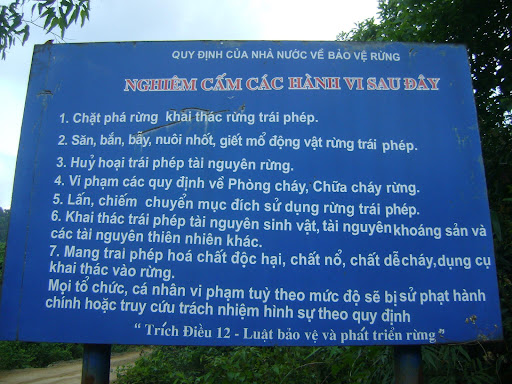 QUY ĐỊNH CỦA NHÀ NƯỚC VỀ BẢO VỆ RỪNG
NGHIÊM CẤM CÁC HÀNH VI SAU ĐÂY
1. Chặt phá rừng khai thác rừng trái phép.
2. Săn, bắn, bẫy, nuôi nhốt, giết mổ động vật rừng trái phép.
3. Huỷ hoại trái phép tài nguyên rừng.
4. Vi phạm các quy định về Phòng cháy, Chữa cháy rừng.
5. Lấn, chiếm chuyển mục đích sử dụng rừng trái phép.
6. Khai thác trái phép tài nguyên sinh vật, tài nguyên khoáng sản và
các tài nguyên thiên nhiên khác.
7. Mang trai phép hoá chất độc hại, chất nổ, chất dễ cháy, dụng cụ
khai thác vào rừng.
Mọi tổ chức, cá nhân vi phạm tuỳ theo mức độ sẽ bị sử phạt hành
chính hoặc truy cứu trách nhiệm hình sự theo quy định
" Trích Điều 12 - Luật bảo vệ và phát triển rừng "